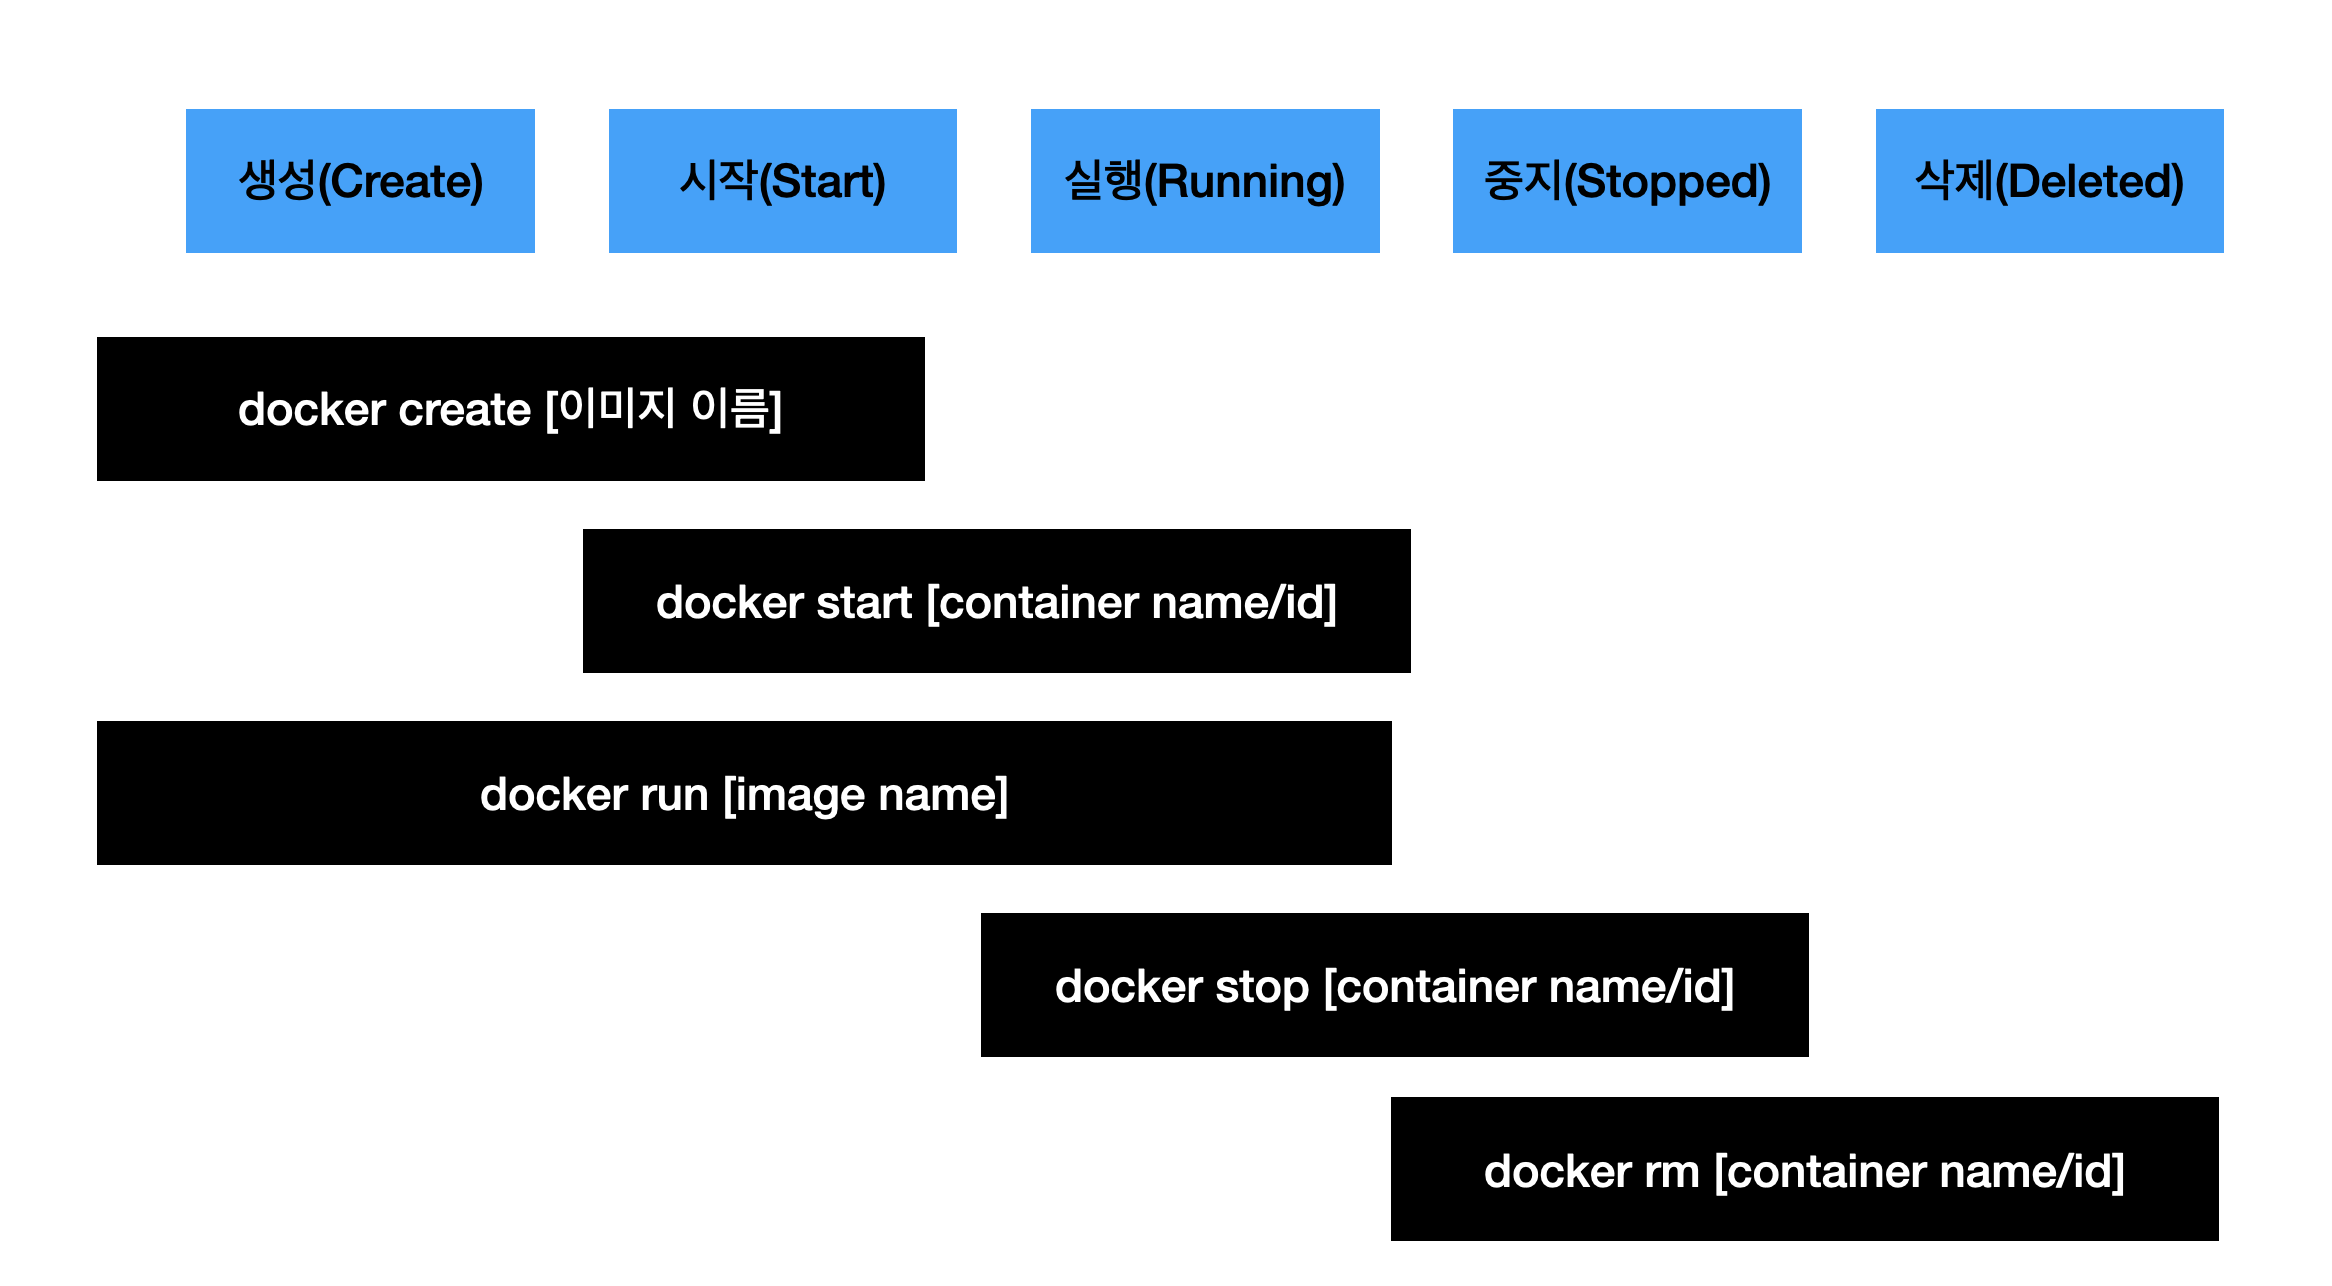 생성(Create)
시작(Start)
실행(Running)
중지(Stopped)
삭제(Deleted)
docker create [이미지 이름]
docker start [container name/id]
docker run [image name]
docker stop [container name/id]
docker rm [container name/id]